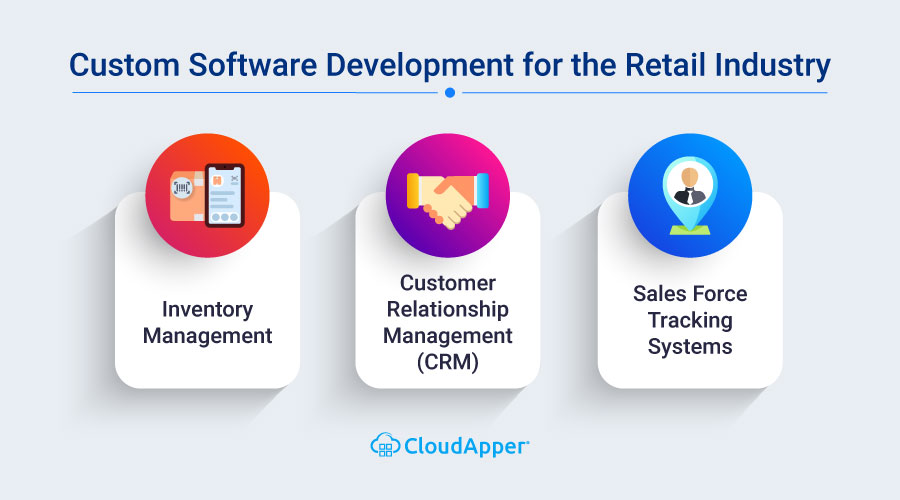 Custom Software Development for the Retail Industry
Inventory
Management
Customer
Relationship
Management
(CRM)
Sales Force
Tracking
Systems
CloudApper